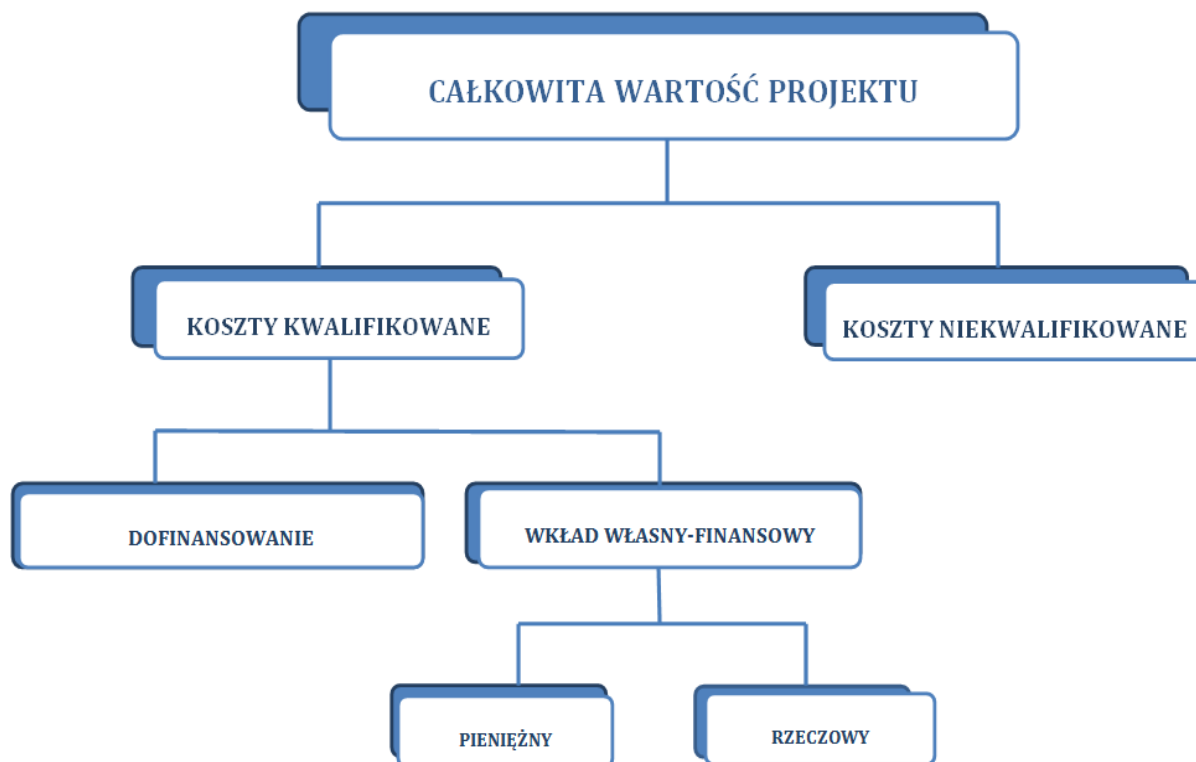 CAŁKOWITA WARTOŚĆ PROJEKTU
KOSZTY KWALIFIKOWANE
KOSZTY NIEKWALIFIKOWANE
DOFINANSOWANIE
WKŁAD WŁASNY-FINANSOWY
PIENIĘŻNY
RZECZOWY